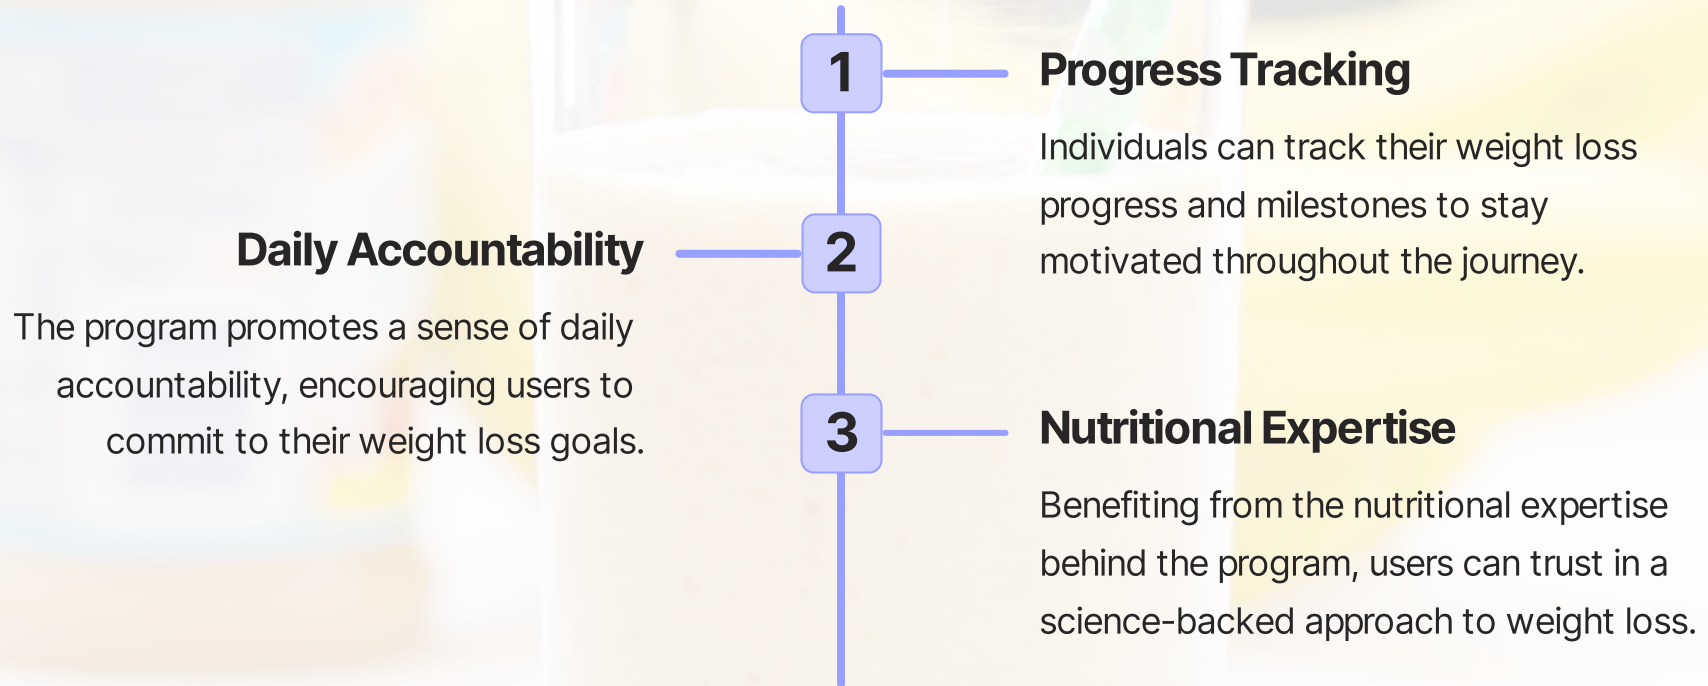 1
Progress Tracking
Individuals can track their weight loss
progress and milestones to stay
motivated throughout the journey.
2
Daily Accountability
The program promotes a sense of daily
accountability, encouraging users to
commit to their weight loss goals.
3
Nutritional Expertise
Benefiting from the nutritional expertise
behind the program, users can trust in a
science-backed approach to weight loss.